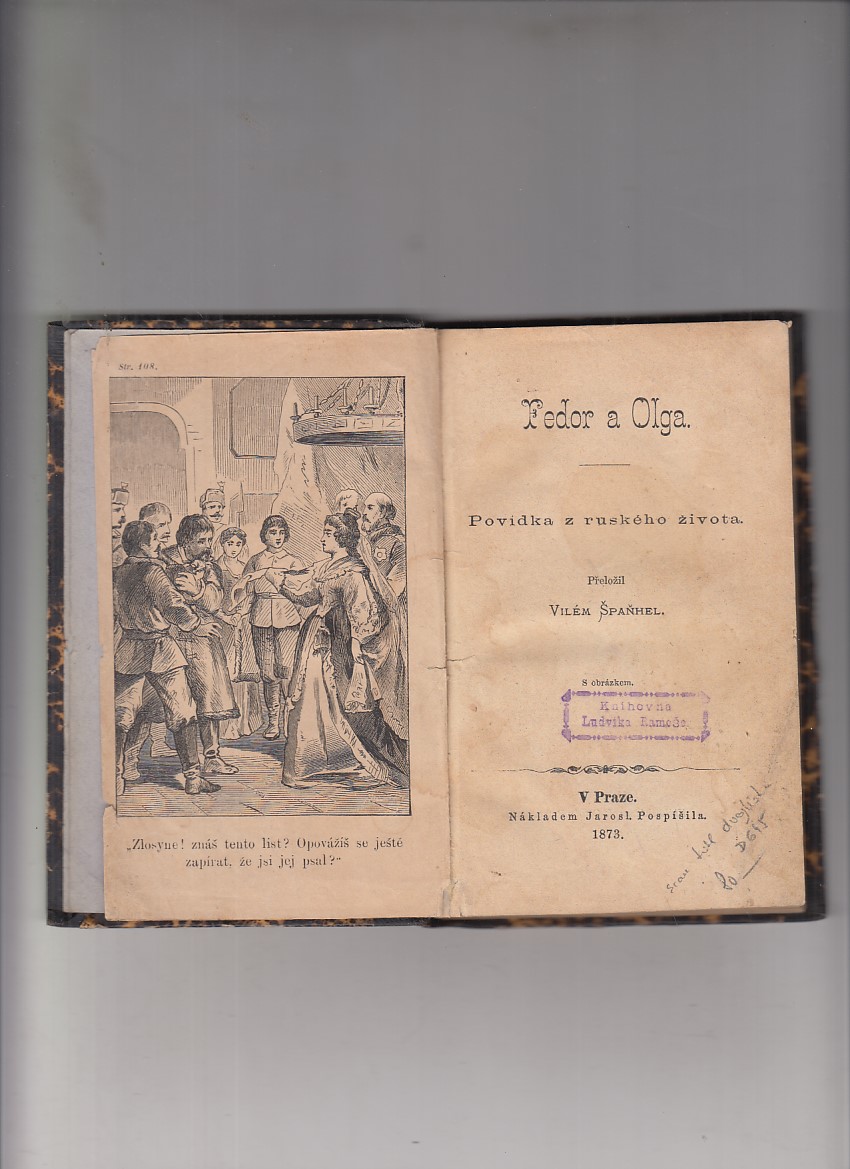 Str. 108.
„Zlosyne! znáš tento list? Opovážíš se ještě
zapírat, že jsi jej psal?“
Fedor a Olga.
Povídka z ruského života.
Přeložil
Vilém Špaňhel.
S obrázkem.
Knihovna
Ludvíka
V Praze.
Nákladem Jarosl. Pospíšila.
1873.